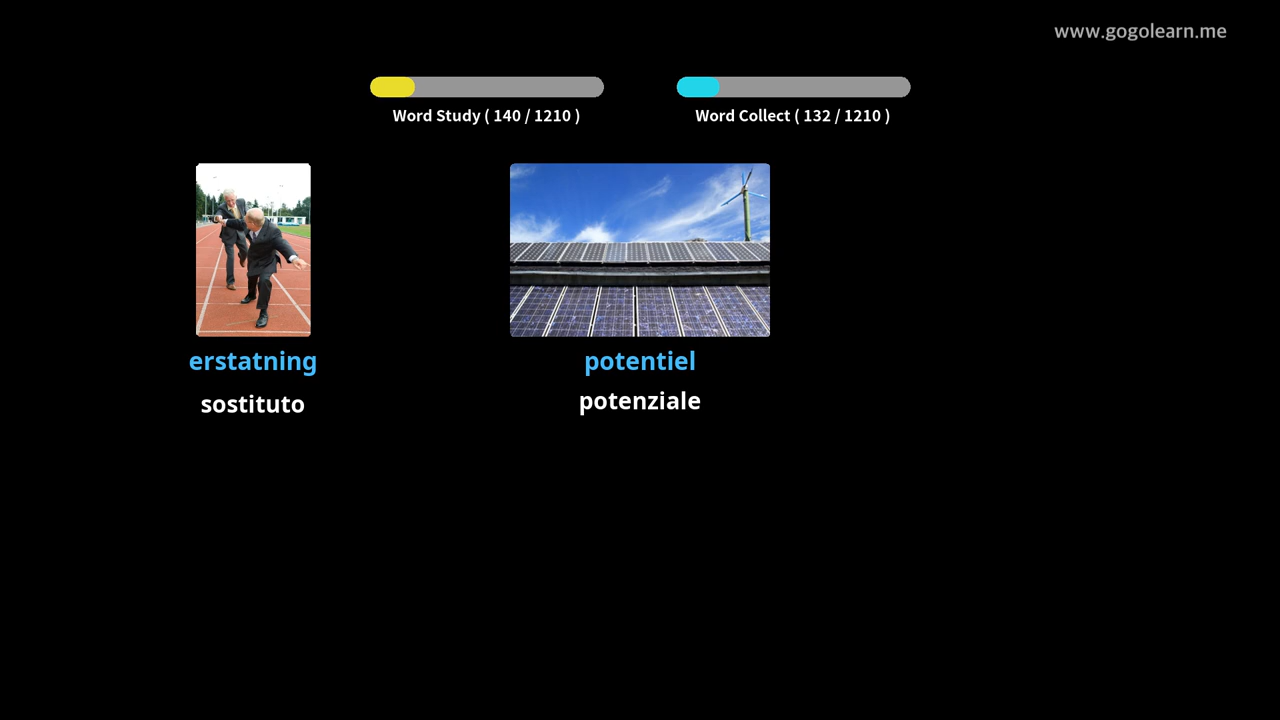 www.gogolearn.me
Word Study ( 140 / 1210 )
Word Collect ( 132 / 1210 )
erstatning
sostituto
potentiel
potenziale